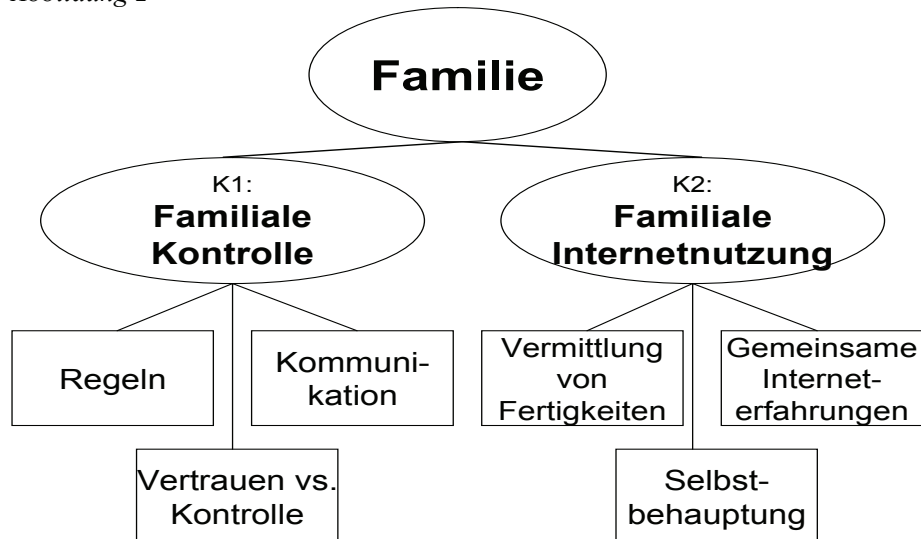 Abbildung 2
Familie
K1:
Familiale
Kontrolle
K2:
Familiale
Internetnutzung
Regeln
Kommuni-
kation
Vertrauen vs.
Kontrolle
Vermittlung
von
Fertigkeiten
Gemeinsame
Internet-
erfahrungen
Selbst-
behauptung